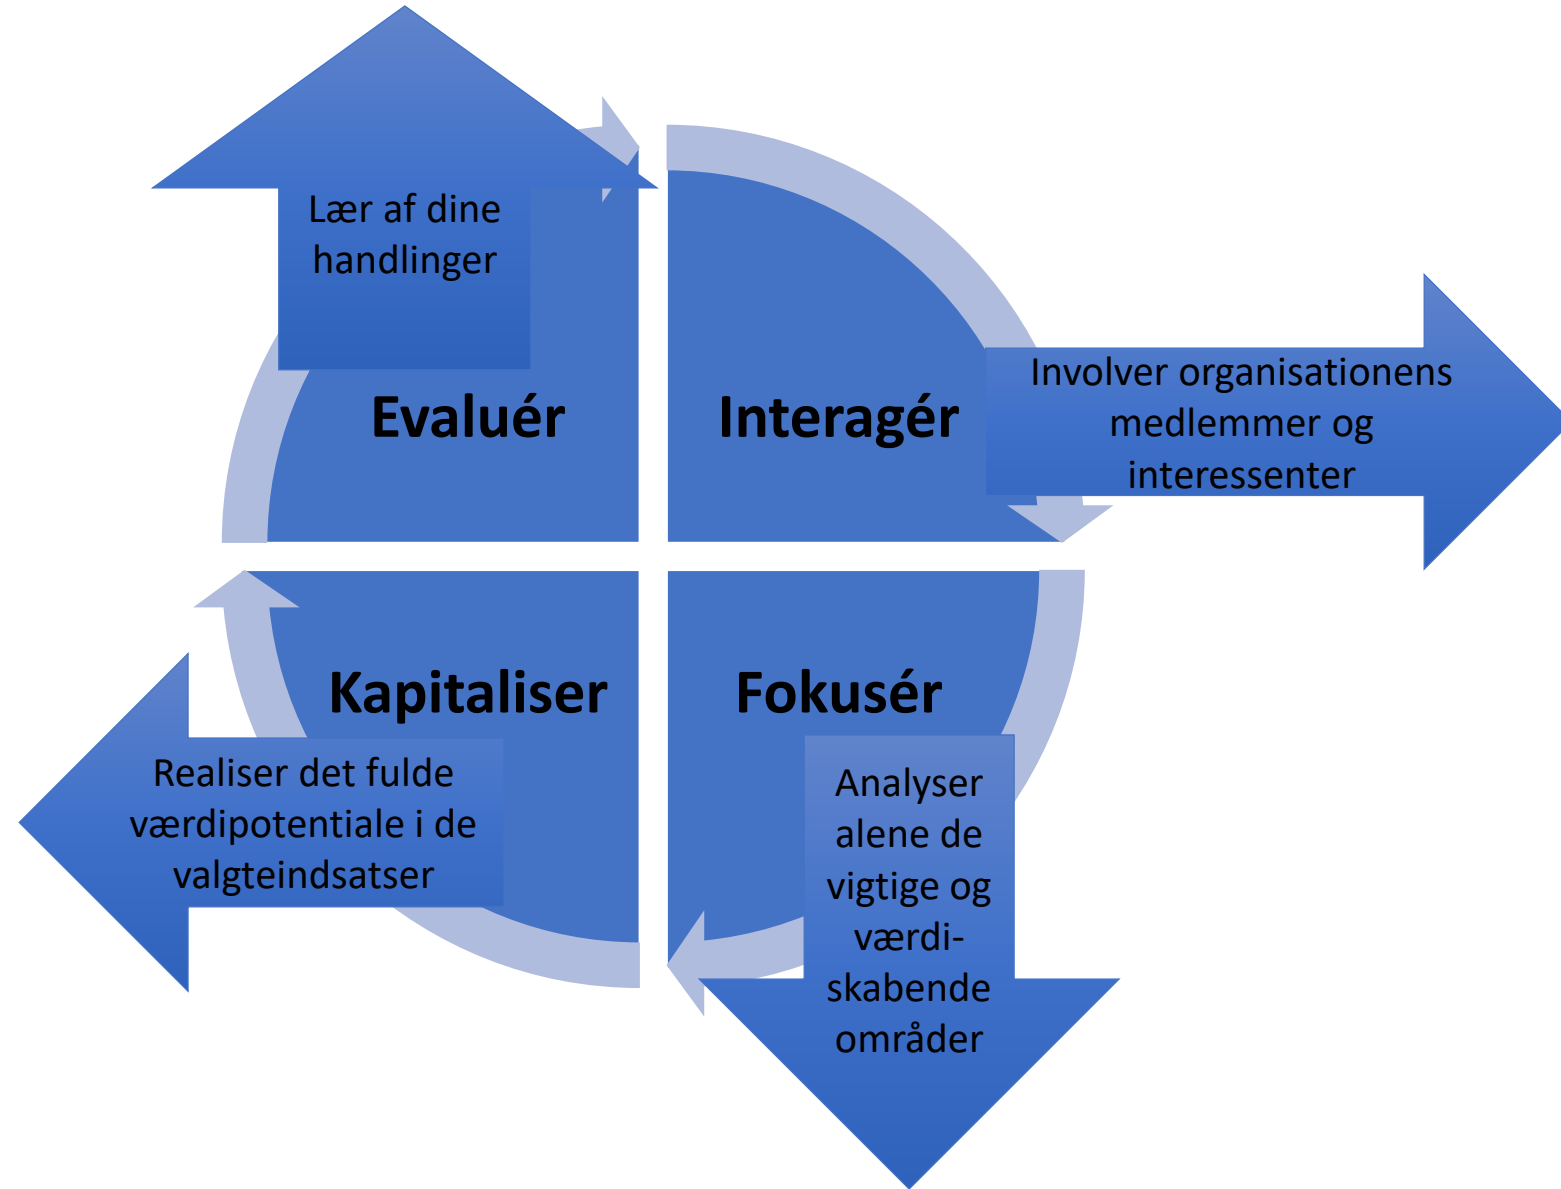 Lær af dine
handlinger
Evaluér
Interagér
Involver organisationens
medlemmer og
interessenter
Kapitaliser
Fokusér
Realiser det fulde
værdipotentiale i de
valgteindsatser
Analyser
alene de
vigtige og
værdi-
skabende
områder